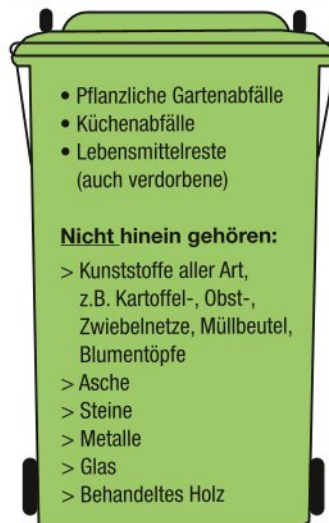 • Pflanzliche Gartenabfälle
• Küchenabfälle
• Lebensmittelreste
(auch verdorbene)
Nicht hinein gehören:
> Kunststoffe aller Art,
z.B. Kartoffel-, Obst-,
Zwiebelnetze, Müllbeutel,
Blumentöpfe
> Asche
> Steine
> Metalle
> Glas
> Behandeltes Holz